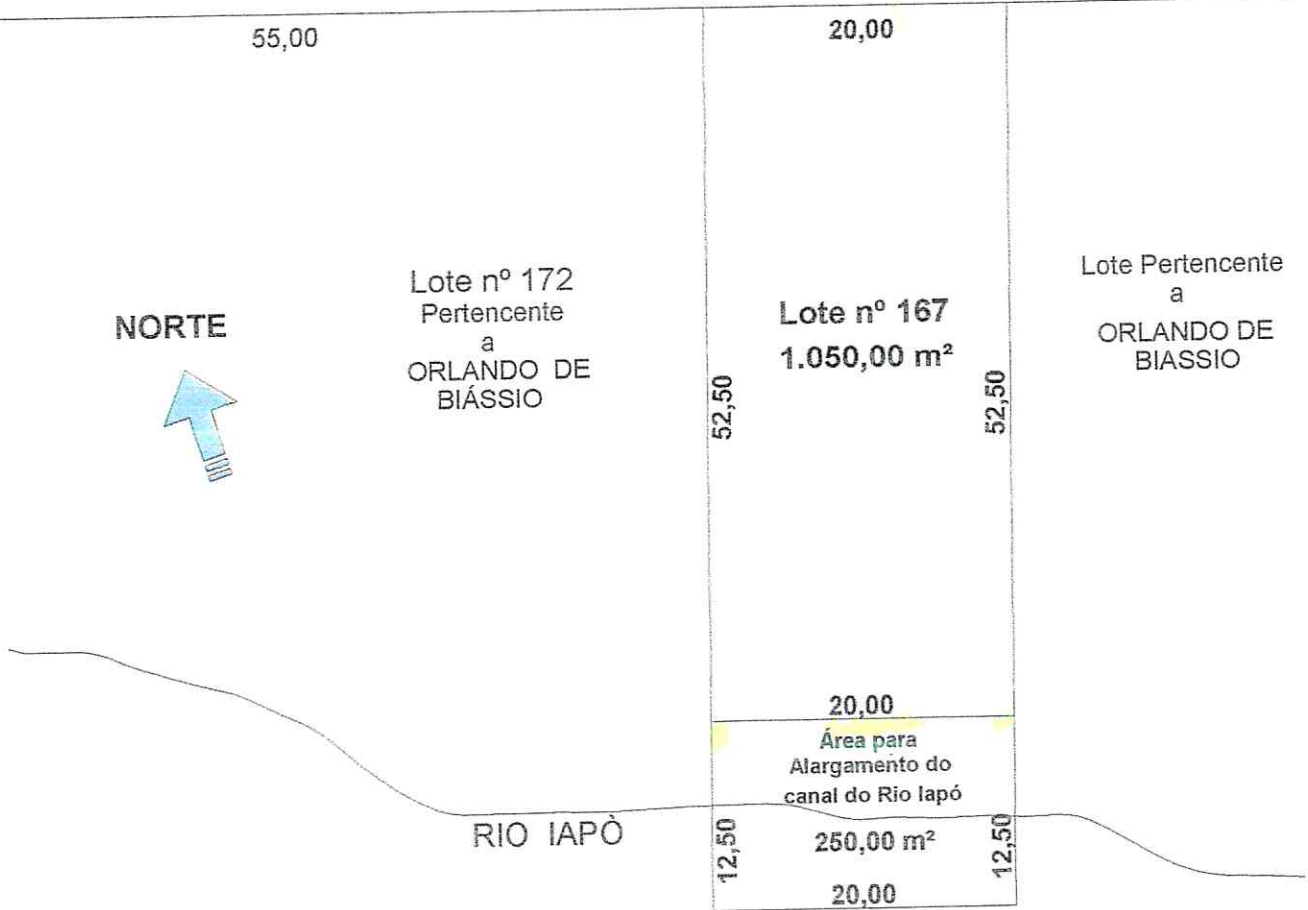 55,00
20,00
NORTE
Lote nº 172
Pertencente
a
ORLANDO DE
BIÁSSIO
Lote nº 167
1.050,00 m²
52,50
52,50
Lote Pertencente
a
ORLANDO DE
BIASSIO
20,00
Área para
Alargamento do
canal do Rio Iapó
250,00 m²
12,50
12,50
20,00
RIO IAPÒ